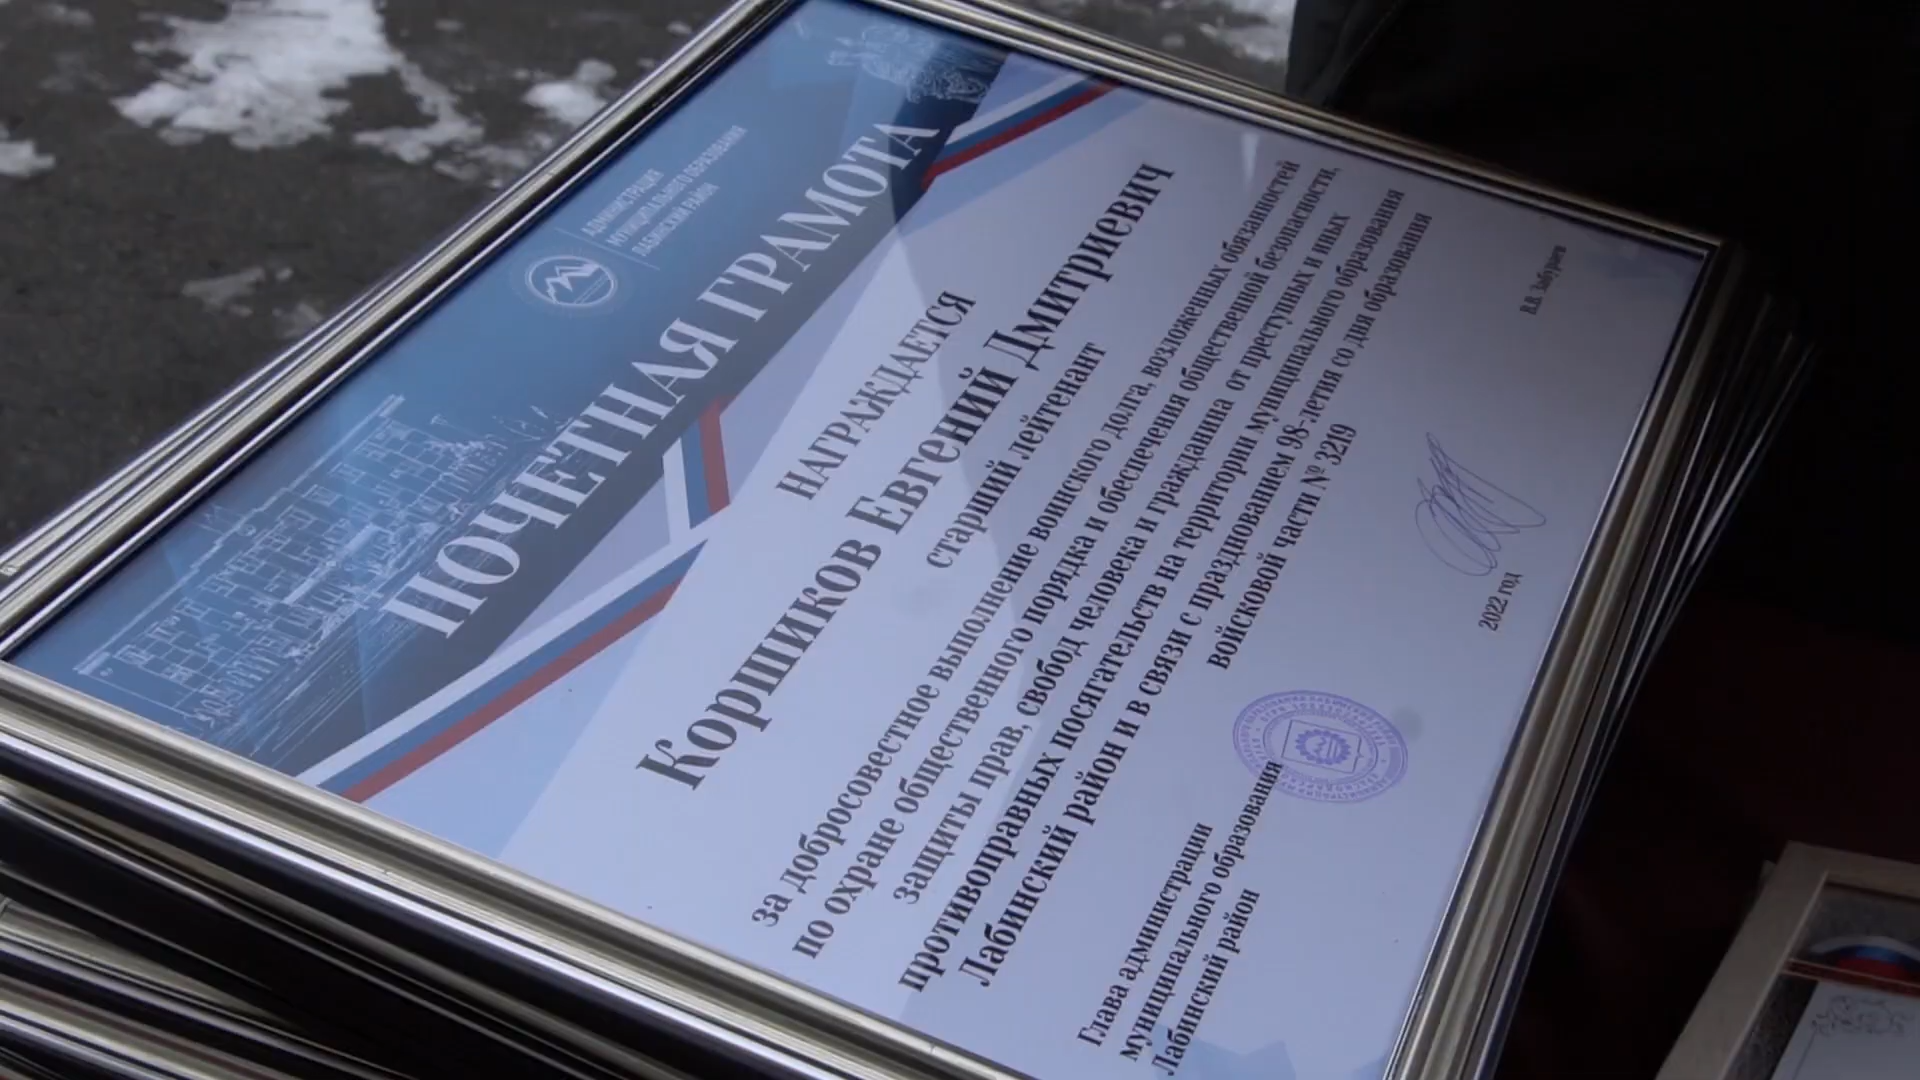 АДМИНИСТРАЦИЯ
МУНИЦИПАЛЬНОГО ОБРАЗОВАНИЯ
ЛАБИНСКИЙ РАЙОН
ПОЧЕТНАЯ ГРАМОТА
НАГРАЖДАЕТСЯ
Коршиков Евгений Дмитриевич
старший лейтенант
за добросовестное выполнение воинского долга, возложенных обязанностей
по охране общественного порядка и обеспечения общественной безопасности,
защиты прав, свобод человека и гражданина от преступных и иных
противоправных посягательств на территории муниципального образования
Лабинский район и в связи с празднованием 98-летия со дня образования
войсковой части № 3219
Глава администрации
муниципального образования
Лабинский район
В.В. Забураев
2022 год